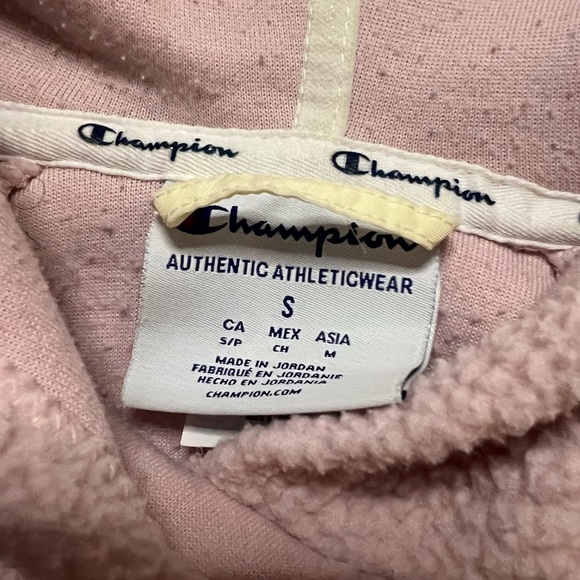 Champion Champion
Champion
AUTHENTIC ATHLETICWEAR
S
CA MEX ASIA
S/P CH M
MADE IN JORDAN
FABRIQUÉ EN JORDANIE
HECHO EN JORDANIA
CHAMPION.COM